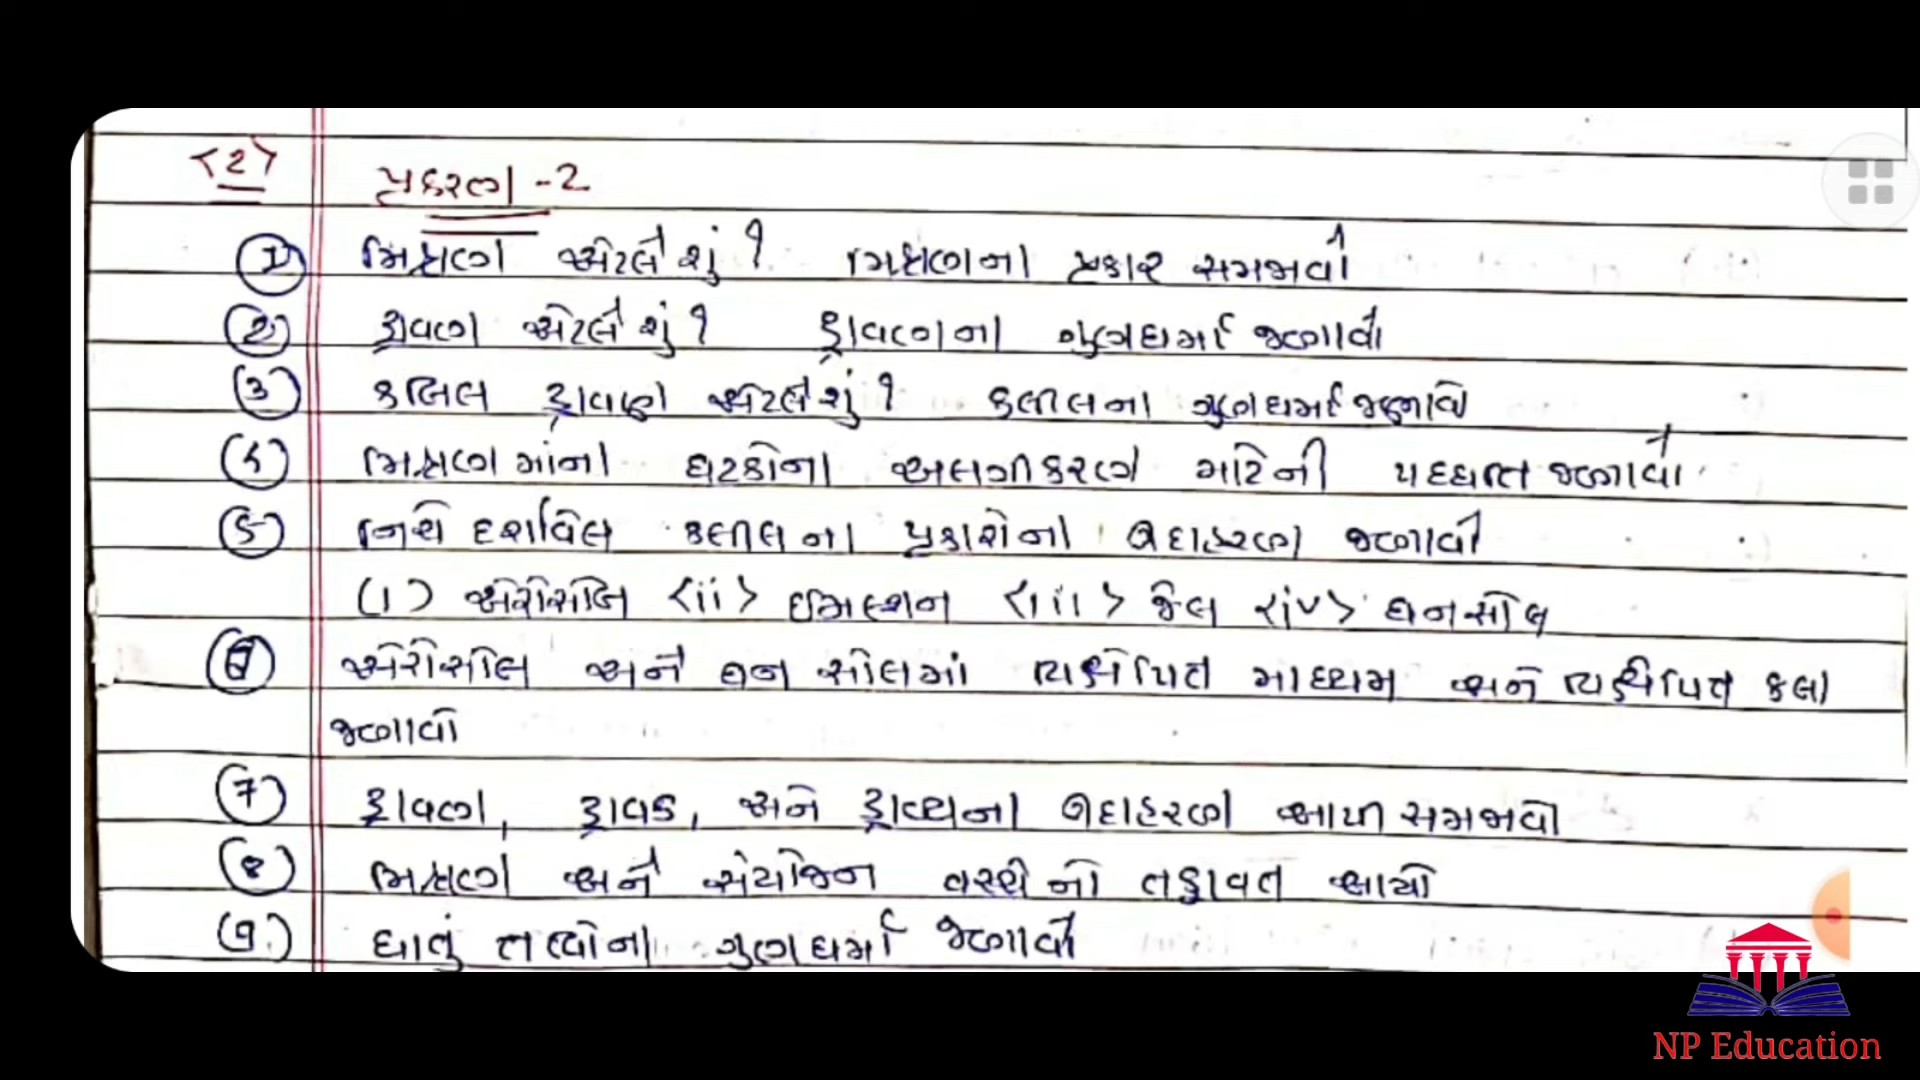 <2> પ્રકરણ -2
(1) મિશ્રણ એટલે શું? મિશ્રણના પ્રકાર સમજાવો
(2) દ્રાવણ એટલે શું? દ્રાવણના ગુણધર્મો જણાવો
(3) કલિલ દ્રાવણ એટલે શું? કલીલના ગુણધર્મો જણાવો
(4) મિશ્રણમાંના ઘટકોના અલગીકરણ માટેની પદ્ધતિ જણાવો
(5) નિચે દર્શાવેલ કલીલના પ્રકારોના ઉદાહરણ જણાવો
(i) એરોસોલ <ii> ઇમલ્શન <iii> જેલ <iv> ઘનસોલ
(6) એરોસોલ અને ઘન સોલમાં માધ્યમ અને કલા
જણાવો
(7) દ્રાવણ, દ્રાવક, અને દ્રાવ્યના ઉદાહરણ આપી સમજાવો
(8) મિશ્રણ અને સંયોજન વચ્ચેનો તફાવત આપો
(9) ધાતું તત્વોના ગુણધર્મો જણાવો
NP Education